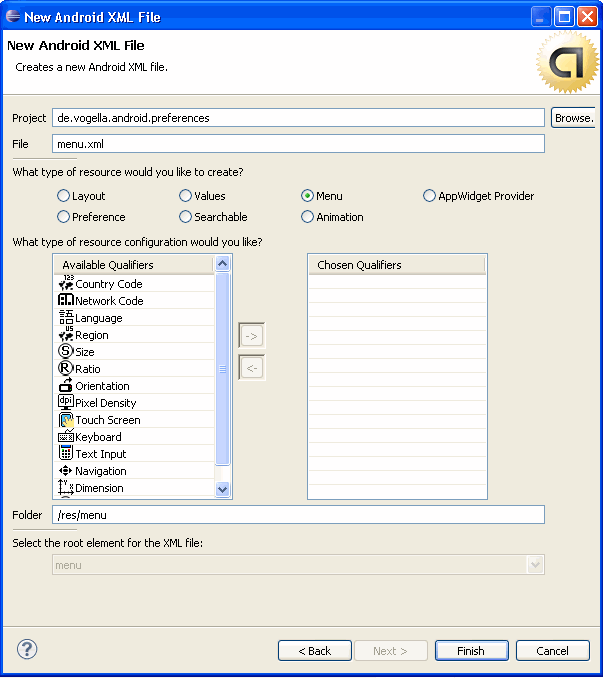 New Android XML File
New Android XML File
Creates a new Android XML file.
Project de.vogella.android.preferences Browse.
File menu.xml
What type of resource would you like to create?
Layout Values Menu AppWidget Provider
Preference Searchable Animation
What type of resource configuration would you like?
Available Qualifiers Chosen Qualifiers
123 Country Code
Network Code
Language
US Region
-> 
S Size
R Ratio
<-
Orientation
dpi Pixel Density
Touch Screen
Keyboard
Text Input
Navigation
Y X Dimension
Folder /res/menu
Select the root element for the XML file:
menu
? < Back Next > Finish Cancel